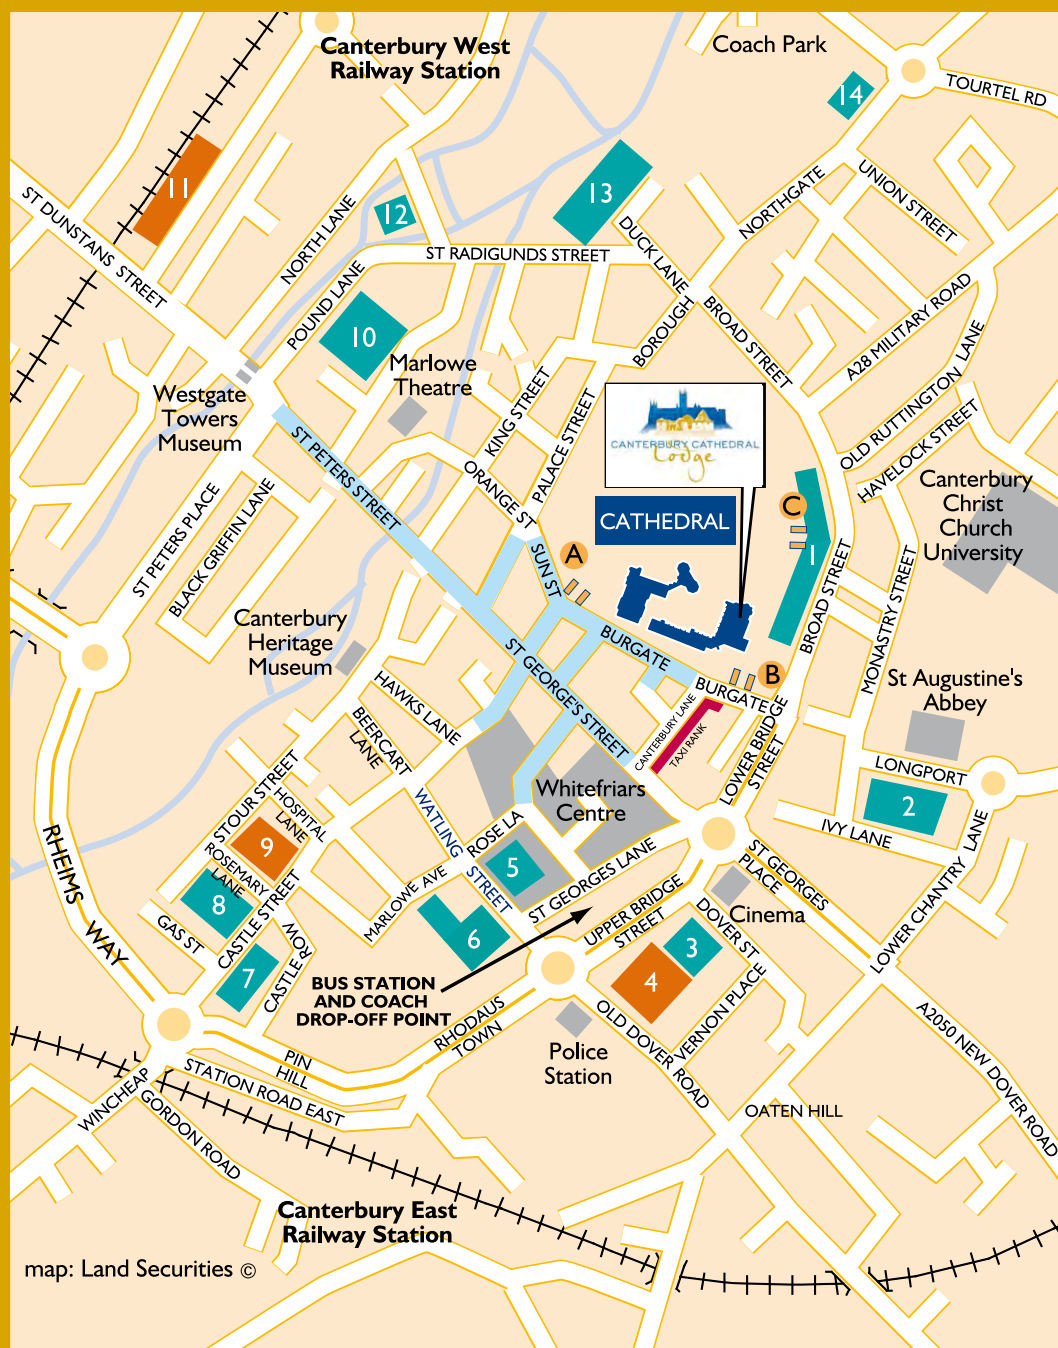 Canterbury West
Railway Station
Coach Park
TOURTEL RD
14
11
13
12
NORTHGATE
UNION STREET
ST DUNSTANS STREET
NORTH LANE
DUCK LANE
ST RADIGUNDS STREET
POUND LANE
10
BOROUGH
BROAD STREET
A28 MILITARY ROAD
OLD RUTTINGTON LANE
Marlowe
Theatre
Westgate
Towers
Museum
KING STREET
PALACE STREET
CANTERBURY CATHEDRAL
Lodge
HAVELOCK STREET
ST PETERS STREET
ORANGE ST
Canterbury
Christ
Church
University
C
CATHEDRAL
1
ST PETERS PLACE
BLACK GRIFFIN LANE
SUN ST
A
BROAD STREET
MONASTRY STREET
Canterbury
Heritage
Museum
BURGATE
B
BURGATE
ST GEORGE'S STREET
St Augustine's
Abbey
HAWKS LANE
BEERCART
LANE
CANTERBURY LANE
TAXI RANK
LOWER BRIDGE
STREET
LONGPORT
2
IVY LANE
Whitefriars
Centre
STOUR STREET
HOSPITAL
LANE
WATLING
STREET
ROSE LA
RHEIMS WAY
9
ROSEMARY
LANE
5
ST GEORGES LANE
ST GEORGES
PLACE
LOWER CHANTRY LANE
8
MARLOWE AVE
CASTLE STREET
GAS ST
6
UPPER BRIDGE
STREET
Cinema
DOVER ST
3
4
7
CASTLE ROW
BUS STATION
AND COACH
DROP-OFF POINT
RHODAUS
TOWN
VERNON PLACE
OLD DOVER ROAD
A2050 NEW DOVER ROAD
Police
Station
PIN
HILL
STATION ROAD EAST
WINCHEAP
GORDON ROAD
OATEN HILL
Canterbury East
Railway Station
map: Land Securities ©